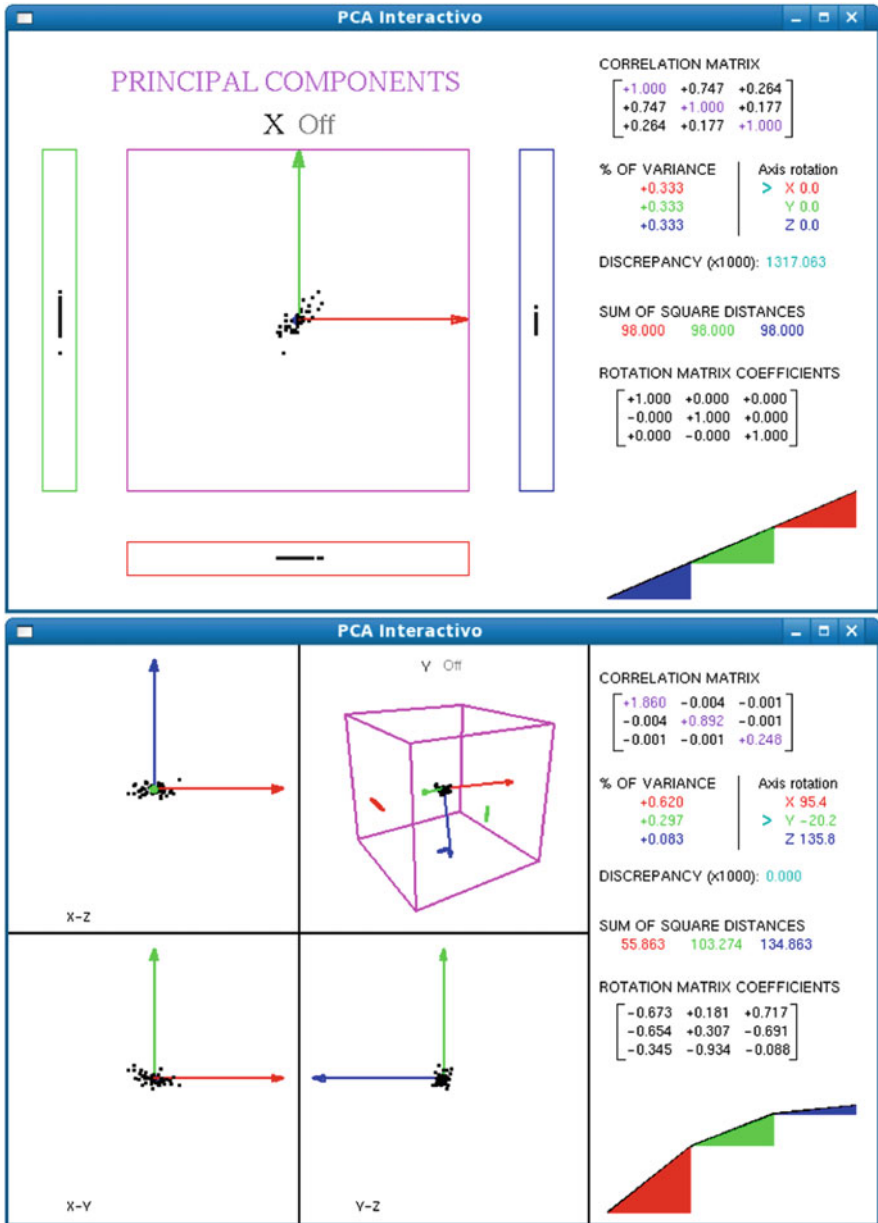 PCA Interactivo
PRINCIPAL COMPONENTS
X Off
CORRELATION MATRIX
+1.000 +0.747 +0.264
+0.747 +1.000 +0.177
+0.264 +0.177 +1.000
% OF VARIANCE Axis rotation
+0.333 > X 0.0
+0.333 Y 0.0
+0.333 Z 0.0
DISCREPANCY (x1000): 1317.063
SUM OF SQUARE DISTANCES
98.000 98.000 98.000
ROTATION MATRIX COEFFICIENTS
+1.000 +0.000 +0.000
-0.000 +1.000 +0.000
+0.000 -0.000 +1.000
PCA Interactivo
X-Z
Y Off
X-Y
Y-Z
CORRELATION MATRIX
+1.860 -0.004 -0.001
-0.004 +0.892 -0.001
-0.001 -0.001 +0.248
% OF VARIANCE Axis rotation
+0.620 X 95.4
+0.297 > Y -20.2
+0.083 Z 135.8
DISCREPANCY (x1000): 0.000
SUM OF SQUARE DISTANCES
55.863 103.274 134.863
ROTATION MATRIX COEFFICIENTS
-0.673 +0.181 +0.717
-0.654 +0.307 -0.691
-0.345 -0.934 -0.088